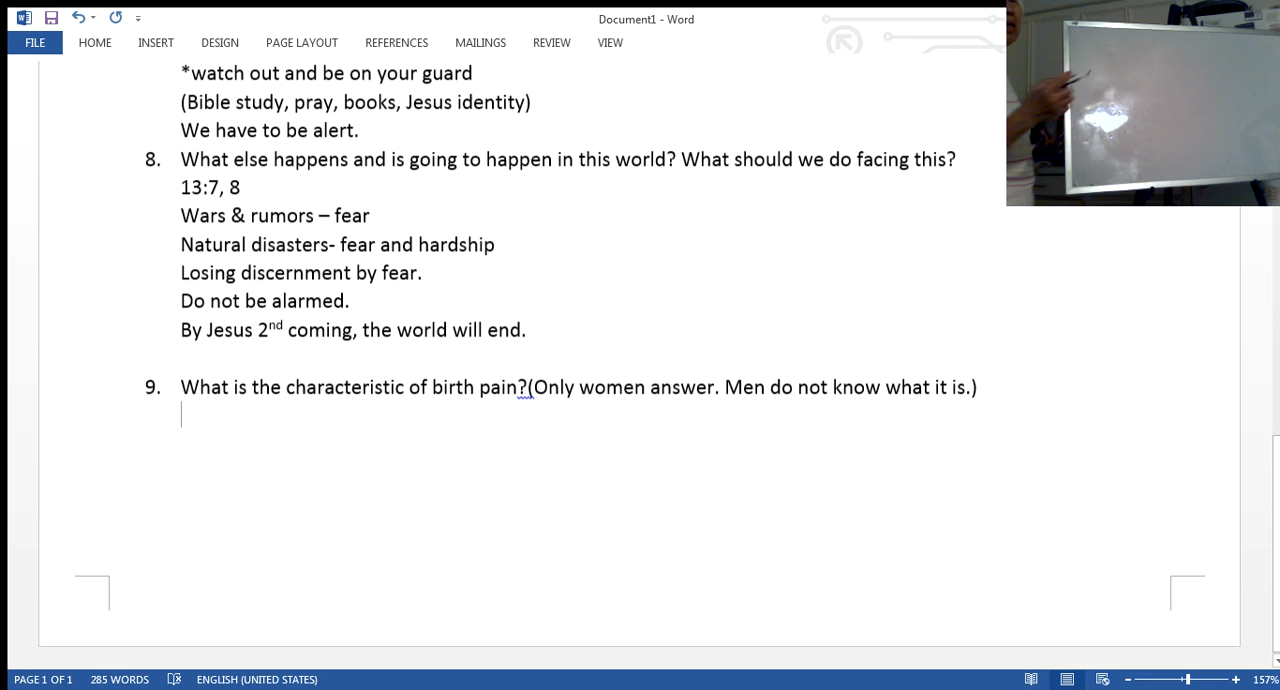 Document1 - Word
FILE HOME INSERT DESIGN PAGE LAYOUT REFERENCES MAILINGS REVIEW VIEW
*watch out and be on your guard
(Bible study, pray, books, Jesus identity)
We have to be alert.
8. What else happens and is going to happen in this world? What should we do facing this?
13:7, 8
Wars & rumors – fear
Natural disasters- fear and hardship
Losing discernment by fear.
Do not be alarmed.
By Jesus 2nd coming, the world will end.
9. What is the characteristic of birth pain?(Only women answer. Men do not know what it is.)
PAGE 1 OF 1 285 WORDS ENGLISH (UNITED STATES) 157%